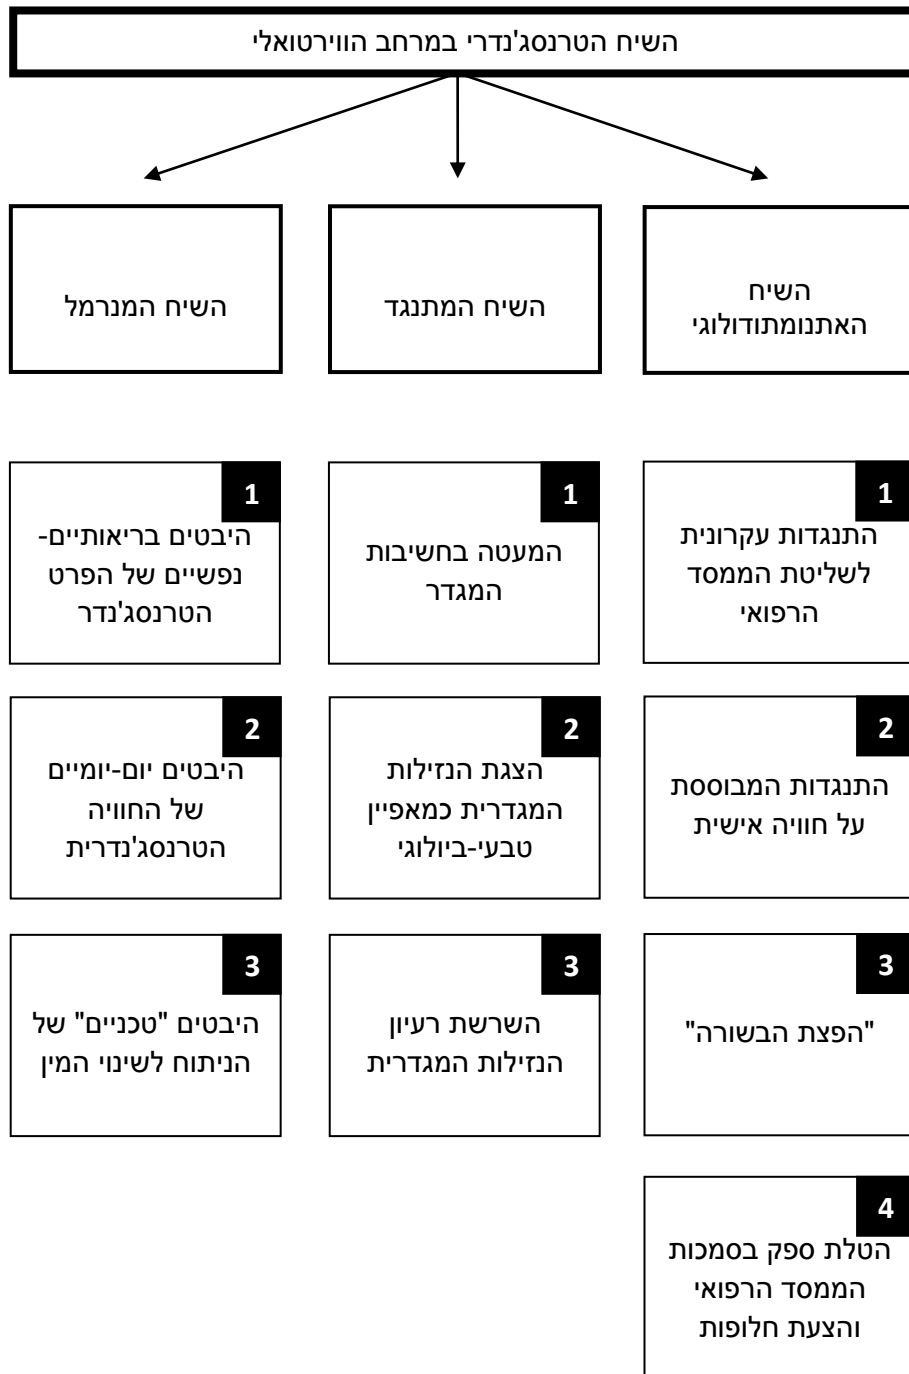 השיח הטרנסג'נדרי במרחב הווירטואלי
השיח
האתנומתודולוגי
השיח המתנגד
השיח המנרמל
1
התנגדות עקרונית
לשליטת הממסד
הרפואי
1
המעטה בחשיבות
המגדר
1
היבטים בריאותיים-
נפשיים של הפרט
הטרנסג'נדר
2
התנגדות המבוססת
על חוויה אישית
2
הצגת הנזילות
המגדרית כמאפיין
טבעי-ביולוגי
2
היבטים יום-יומיים
של החוויה
הטרנסג'נדרית
3
"הפצת הבשורה"
3
השרשת רעיון
הנזילות המגדרית
3
היבטים "טכניים" של
הניתוח לשינוי המין
4
הטלת ספק בסמכות
הממסד הרפואי
והצעת חלופות